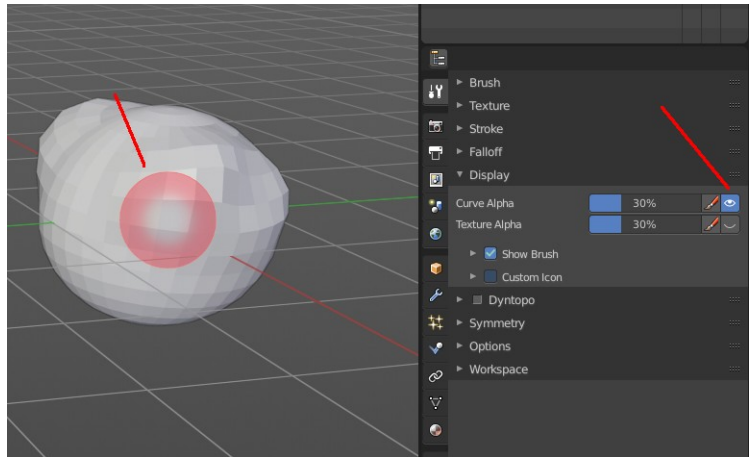 Brush
Texture
Stroke
Falloff
Display
Curve Alpha 30%
Texture Alpha 30%
Show Brush
Custom Icon
Dyntopo
Symmetry
Options
Workspace